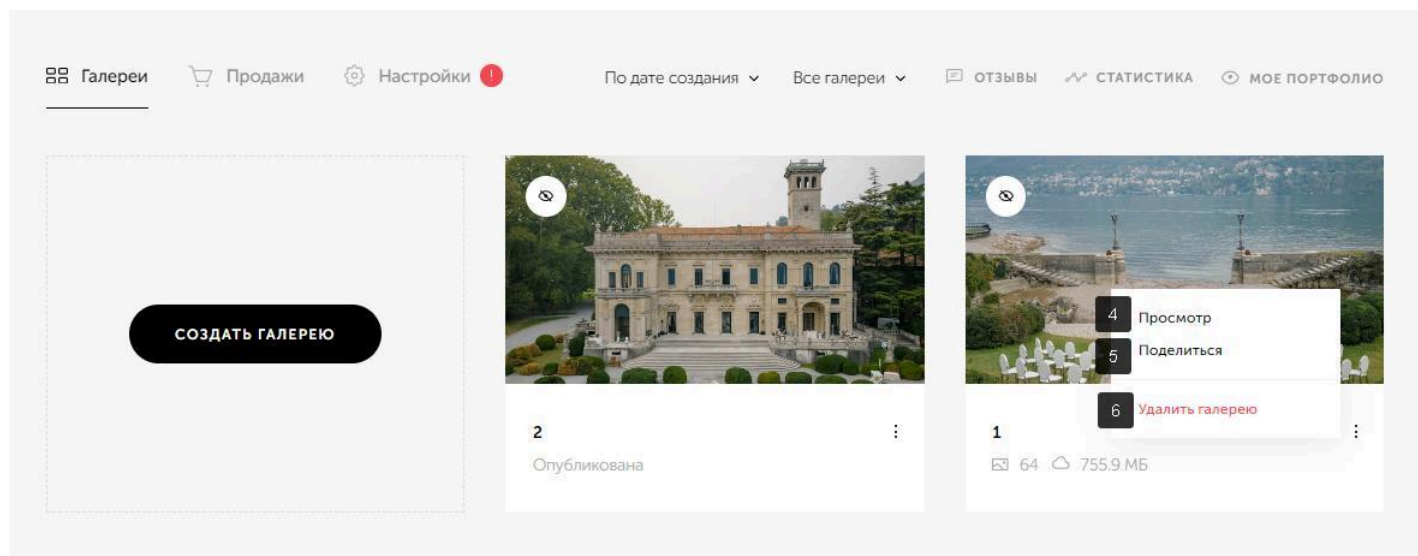 Галереи Продажи Настройки ! По дате создания Все галереи ОТЗЫВЫ СТАТИСТИКА МОЕ ПОРТФОЛИО
СОЗДАТЬ ГАЛЕРЕЮ
2
Опубликована
4 Просмотр
5 Поделиться
6 Удалить галерею
1
64 755.9 МБ